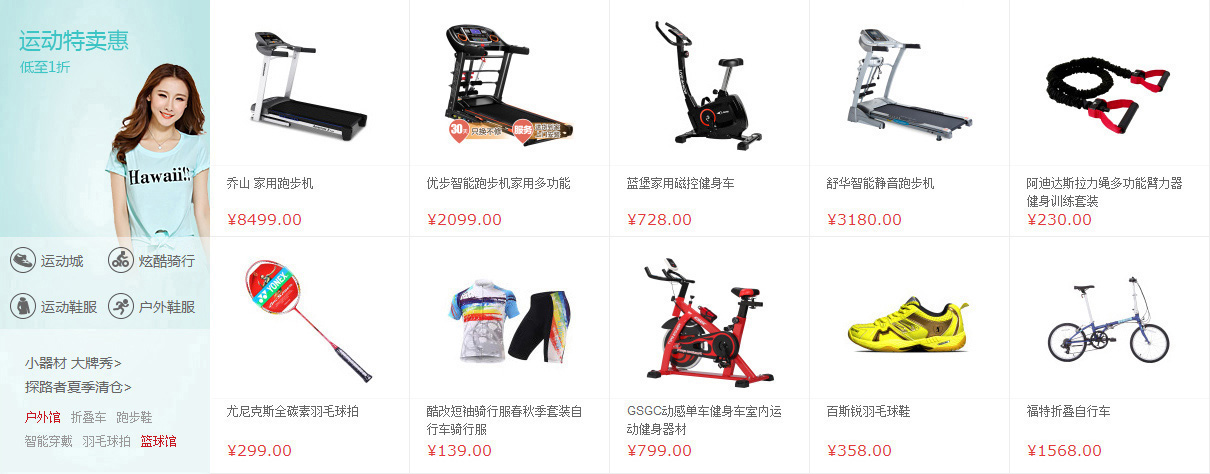 运动特卖惠
低至1折
Hawaii!!
运动城
炫酷骑行
运动鞋服
户外鞋服
小器材 大牌秀>
探路者夏季清仓>
户外馆 折叠车 跑步鞋
智能穿戴 羽毛球拍 篮球馆
30天
只换不修
服务
乔山 家用跑步机
¥8499.00
优步智能跑步机家用多功能
¥2099.00
蓝堡家用磁控健身车
¥728.00
舒华智能静音跑步机
¥3180.00
阿迪达斯拉力绳多功能臂力器
健身训练套装
¥230.00
YONEX
尤尼克斯全碳素羽毛球拍
¥299.00
酷改短袖骑行服春秋季套装自
行车骑行服
¥139.00
GSGC动感单车健身车室内运
动健身器材
¥799.00
百斯锐羽毛球鞋
¥358.00
福特折叠自行车
¥1568.00